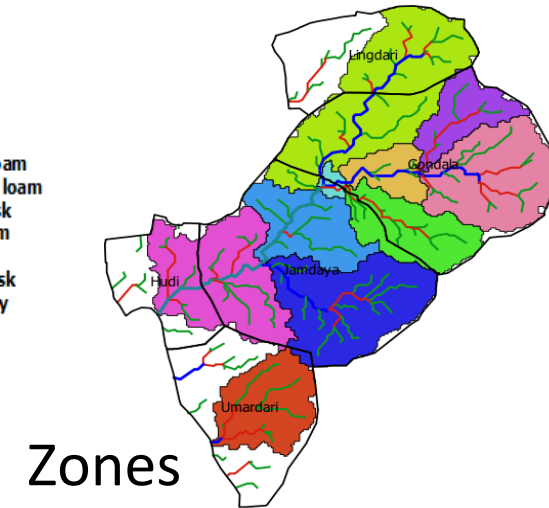 Lingdari
oam
loam
Gondala
sk
m
sk
Hudi
Jamdaya
y
Umardari
Zones